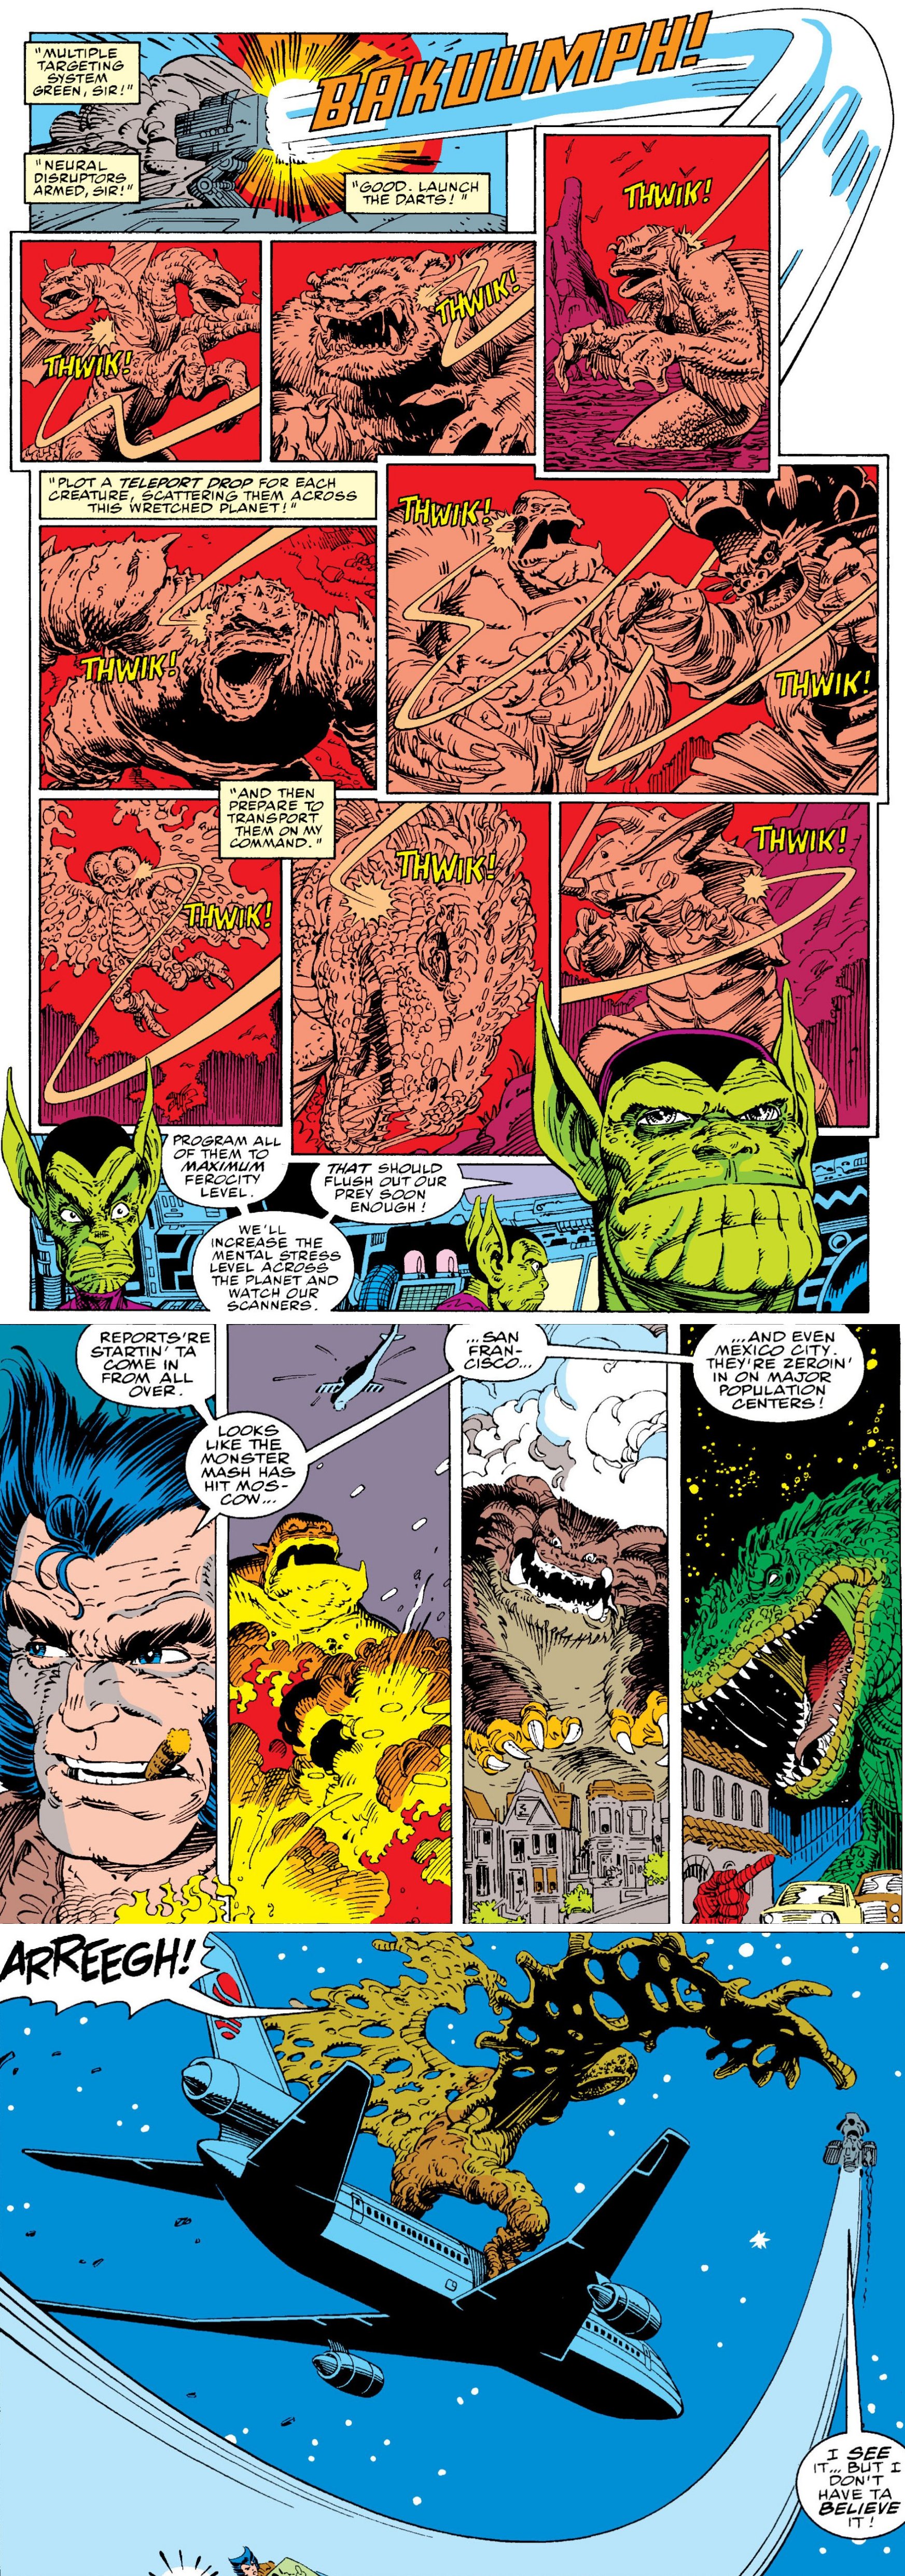 "MULTIPLE
TARGETING
SYSTEM
GREEN, SIR!"
BAKUUMPH!
"NEURAL
DISRUPTORS
ARMED, SIR!"
"GOOD. LAUNCH
THE DARTS!"
THWIK!
THWIK!
THWIK!
"PLOT A TELEPORT DROP FOR EACH
CREATURE, SCATTERING THEM ACROSS
THIS WRETCHED PLANET!"
THWIK!
THWIK!
THWIK!
"AND THEN
PREPARE TO
TRANSPORT
THEM ON MY
COMMAND."
THWIK!
THWIK!
THWIK!
PROGRAM ALL
OF THEM TO
MAXIMUM
FEROCITY
LEVEL.
WE'LL
INCREASE THE
MENTAL STRESS
LEVEL ACROSS
THE PLANET AND
WATCH OUR
SCANNERS.
THAT SHOULD
FLUSH OUT OUR
PREY SOON
ENOUGH!
REPORTS'RE
STARTIN' TA
COME IN
FROM ALL
OVER.
LOOKS
LIKE THE
MONSTER
MASH HAS
HIT MOS-
COW...
...SAN
FRAN-
CISCO...
...AND EVEN
MEXICO CITY.
THEY'RE ZEROIN'
IN ON MAJOR
POPULATION
CENTERS!
ARREEGH!
I SEE
IT... BUT I
DON'T
HAVE TA
BELIEVE
IT!